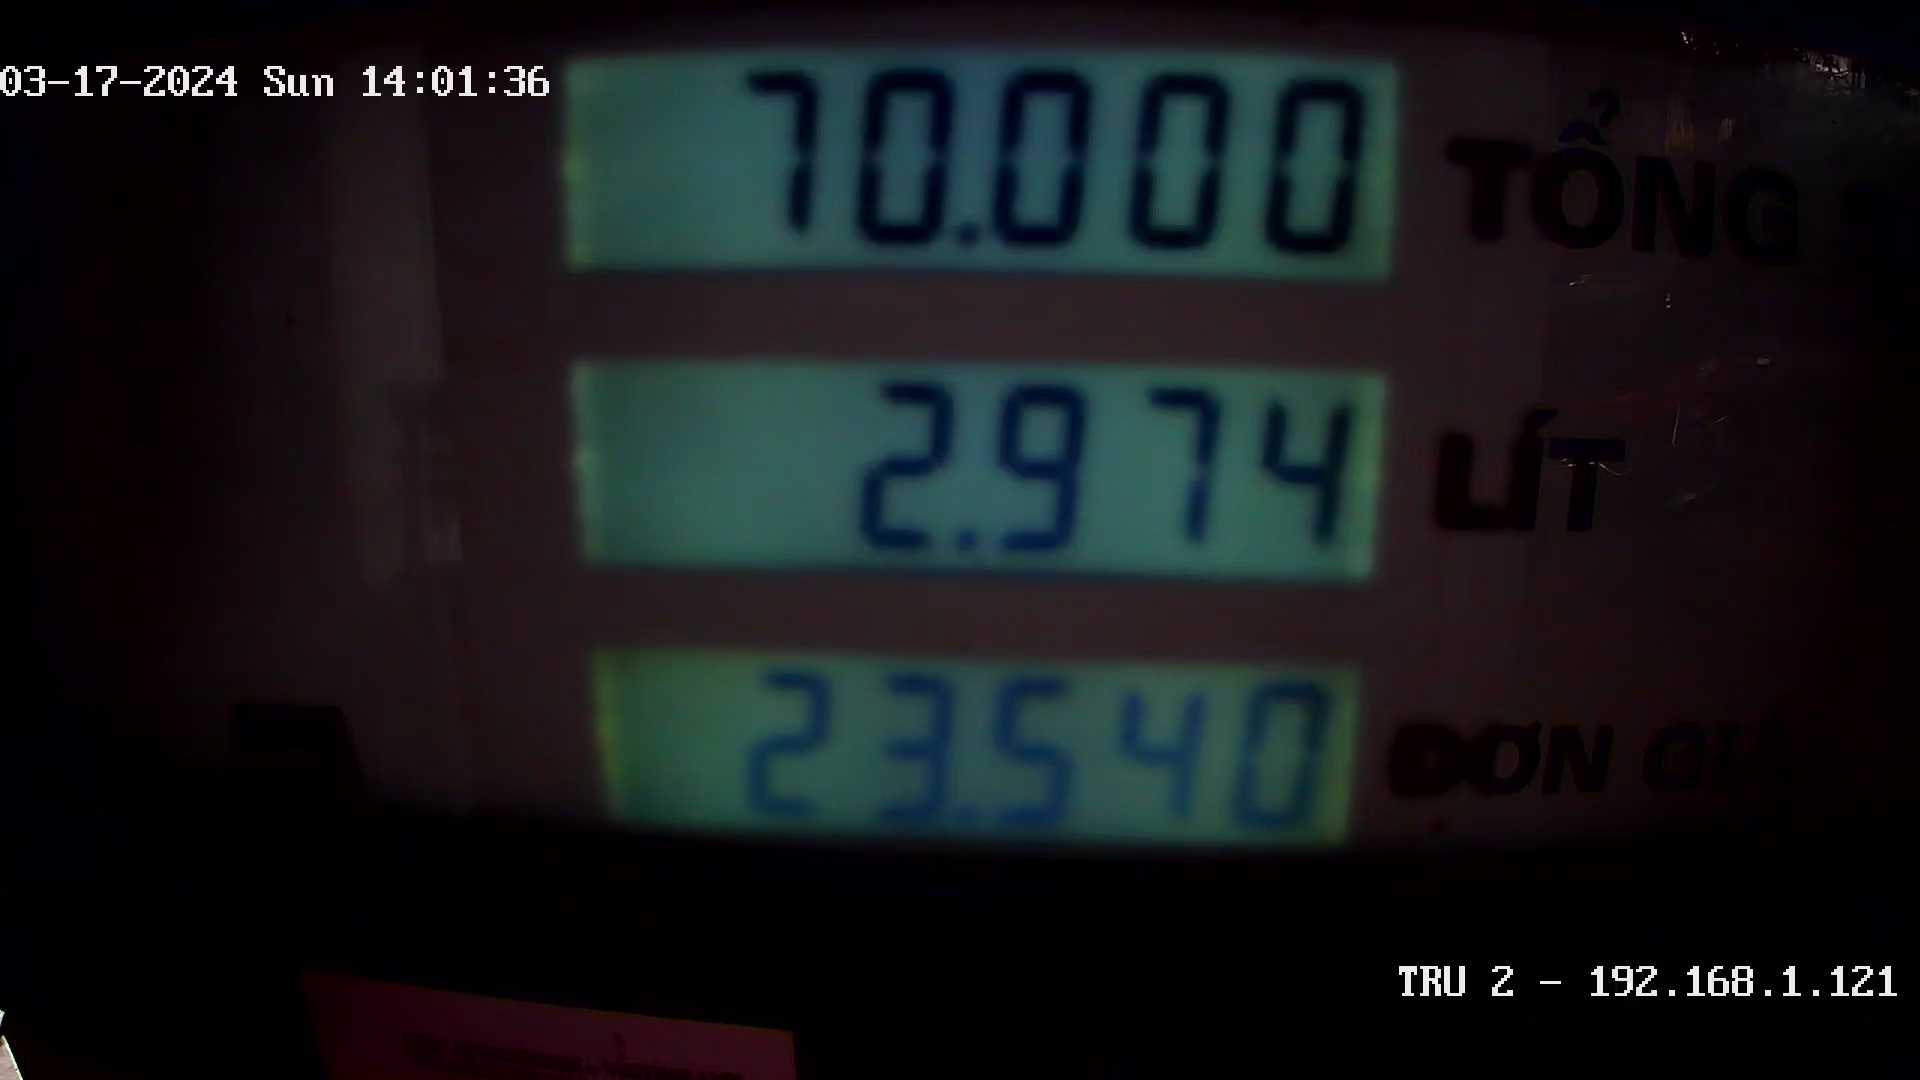 03-17-2024 Sun 14:01:36
70.000 TỔNG
2.974 LÍT
23.540 ĐƠN GIÁ
TRU 2 - 192.168.1.121